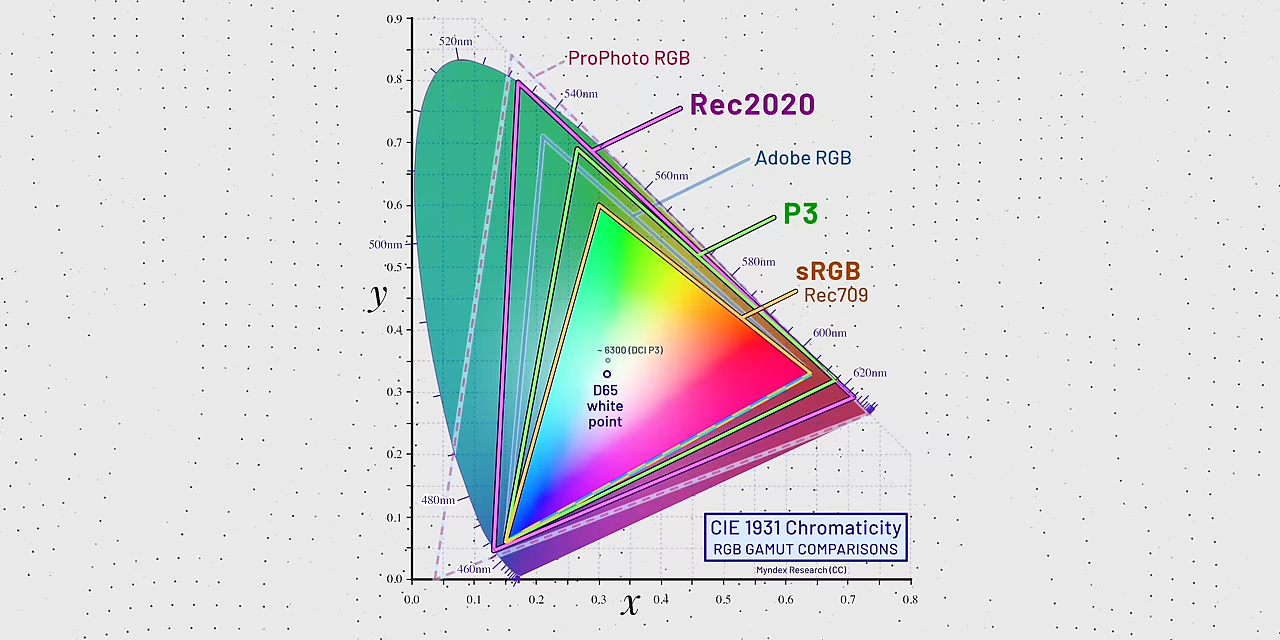 0.9
520nm
ProPhoto RGB
0.8
540nm
Rec2020
0.7
Adobe RGB
560nm
0.6
P3
500nm
580nm
sRGB
0.5
Rec709
y
0.4
600nm
~ 6300 (DCI P3)
620nm
0.3
D65
white
point
0.2
480nm
0.1
CIE 1931 Chromaticity
RGB GAMUT COMPARISONS
460nm
Myndex Research (CC)
0.0
0.0 0.1 0.2 0.3 0.4 0.5 0.6 0.7 0.8
x